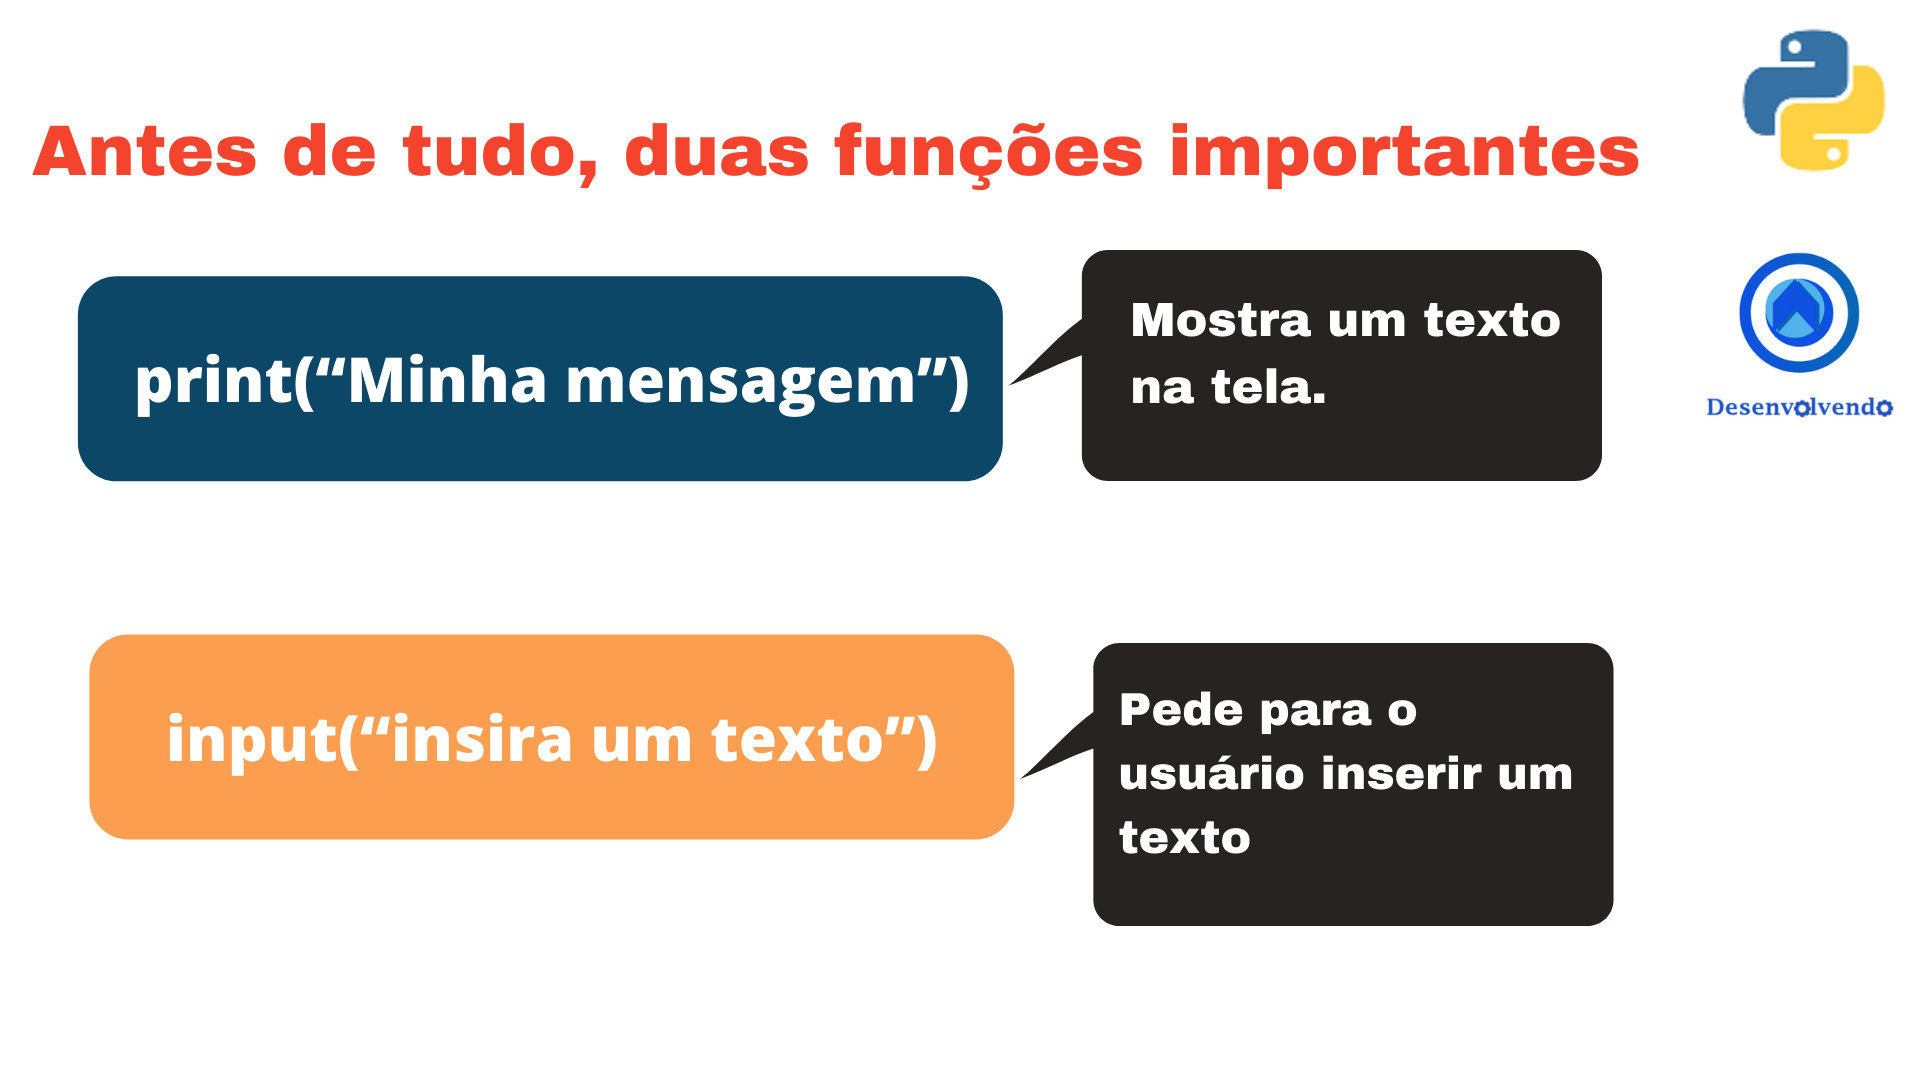 Antes de tudo, duas funções importantes
print(“Minha mensagem”)
Mostra um texto
na tela.
Desenvolvendo
input(“insira um texto”)
Pede para o
usuário inserir um
texto